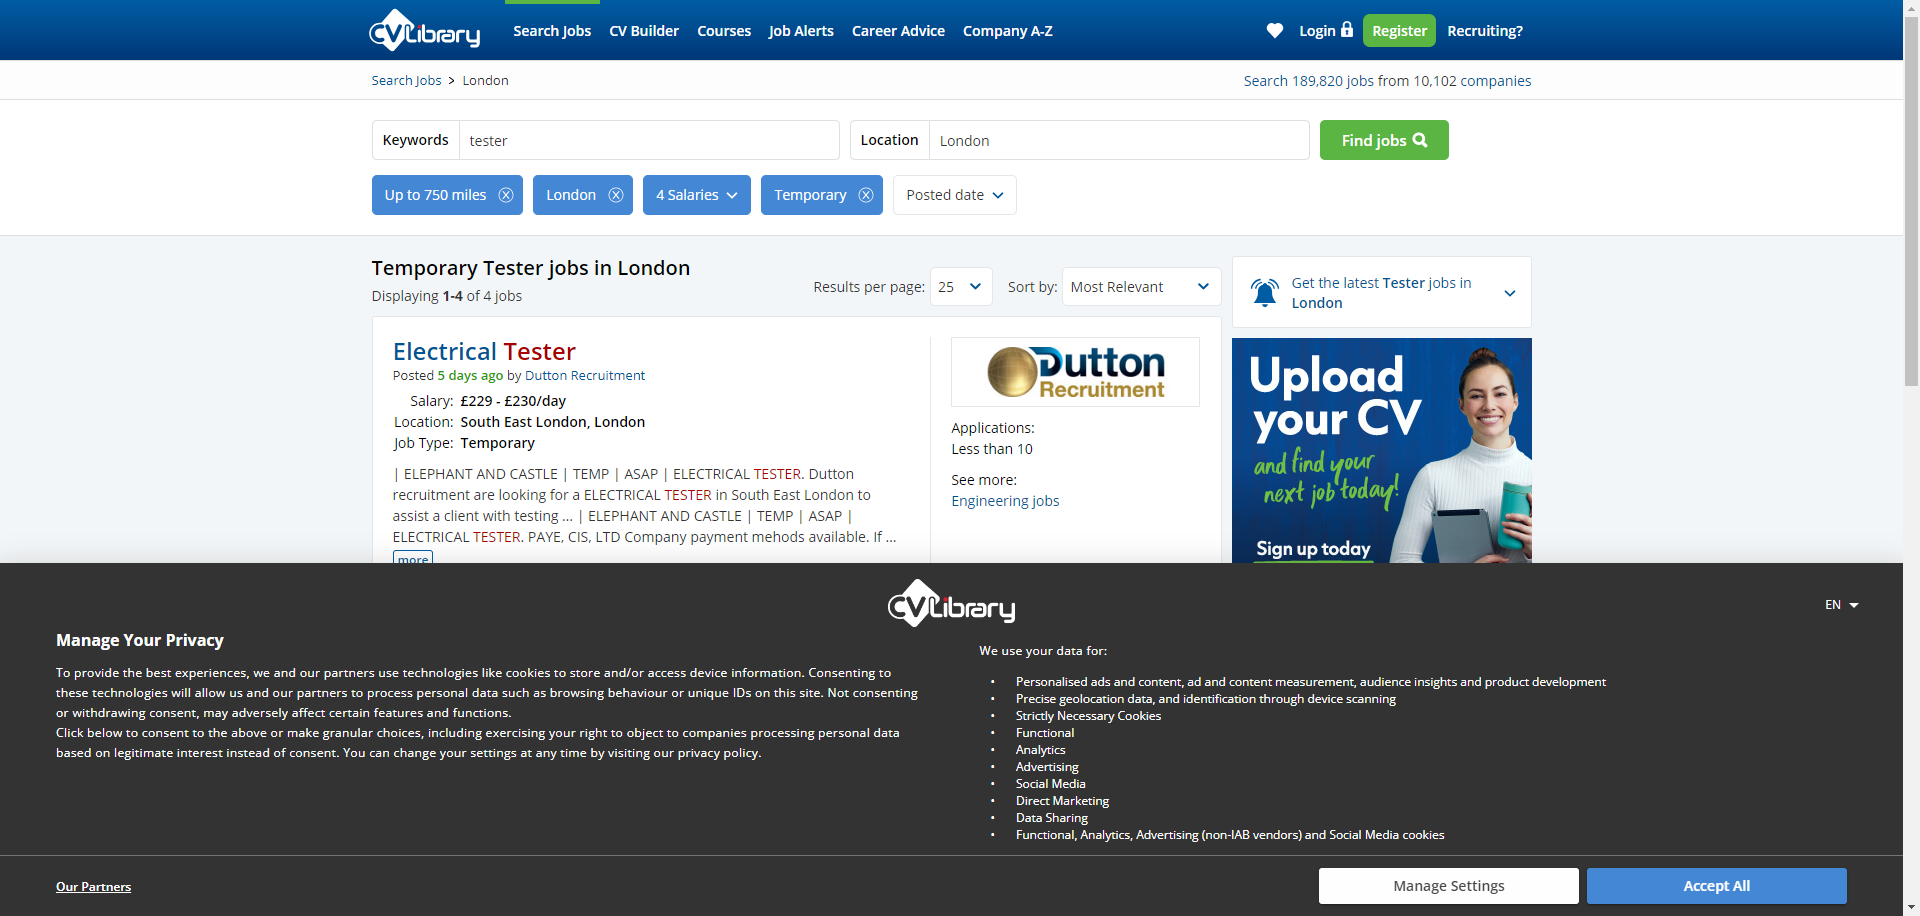 CVLibrary
Search Jobs
CV Builder
Courses
Job Alerts
Career Advice
Company A-Z
Login
Register
Recruiting?
Search Jobs > London
Search 189,820 jobs from 10,102 companies
Keywords
tester
Location
London
Find jobs
Up to 750 miles
London
4 Salaries
Temporary
Posted date
Temporary Tester jobs in London
Displaying 1-4 of 4 jobs
Results per page: 25
Sort by: Most Relevant
Get the latest Tester jobs in
London
Electrical Tester
Posted 5 days ago by Dutton Recruitment
Salary: £229 - £230/day
Location: South East London, London
Job Type: Temporary
| ELEPHANT AND CASTLE | TEMP | ASAP | ELECTRICAL TESTER. Dutton
recruitment are looking for a ELECTRICAL TESTER in South East London to
assist a client with testing ... | ELEPHANT AND CASTLE | TEMP | ASAP |
ELECTRICAL TESTER. PAYE, CIS, LTD Company payment mehods available. If ...
more
Dutton
Recruitment
Applications:
Less than 10
See more:
Engineering jobs
Upload
your CV
and find your
next job today!
Sign up today
CVLibrary
EN
Manage Your Privacy
To provide the best experiences, we and our partners use technologies like cookies to store and/or access device information. Consenting to
these technologies will allow us and our partners to process personal data such as browsing behaviour or unique IDs on this site. Not consenting
or withdrawing consent, may adversely affect certain features and functions.
Click below to consent to the above or make granular choices, including exercising your right to object to companies processing personal data
based on legitimate interest instead of consent. You can change your settings at any time by visiting our privacy policy.
We use your data for:
• Personalised ads and content, ad and content measurement, audience insights and product development
• Precise geolocation data, and identification through device scanning
• Strictly Necessary Cookies
• Functional
• Analytics
• Advertising
• Social Media
• Direct Marketing
• Data Sharing
• Functional, Analytics, Advertising (non-IAB vendors) and Social Media cookies
Our Partners
Manage Settings
Accept All